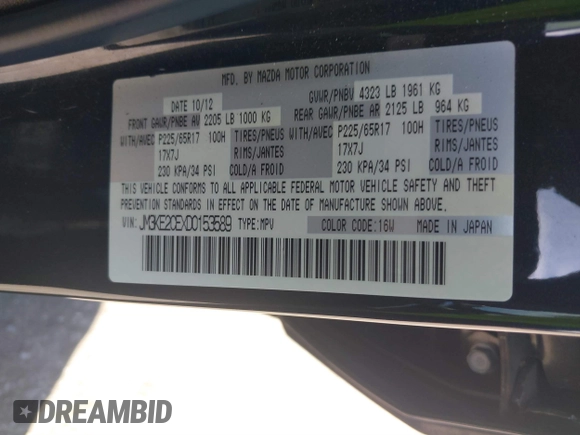 MFG. BY MAZDA MOTOR CORPORATION
DATE 10/12 GVWR/PNBV 4323 LB 1961 KG
FRONT GAWR/PNBE AV 2205 LB 1000 KG REAR GAWR/PNBE AR 2125 LB 964 KG
WITH/AVEC P225/65R17 100H TIRES/PNEUS WITH/AVEC P225/65R17 100H TIRES/PNEUS
17X7J RIMS/JANTES 17X7J RIMS/JANTES
230 KPA/34 PSI COLD/A FROID 230 KPA/34 PSI COLD/A FROID
THIS VEHICLE CONFORMS TO ALL APPLICABLE FEDERAL MOTOR VEHICLE SAFETY AND THEFT
PREVENTION STANDARDS IN EFFECT ON THE DATE OF MANUFACTURE SHOWN ABOVE.
VIN: JM3KE2CEXD0153589 TYPE: MPV COLOR CODE: 16W MADE IN JAPAN
DREAMBID